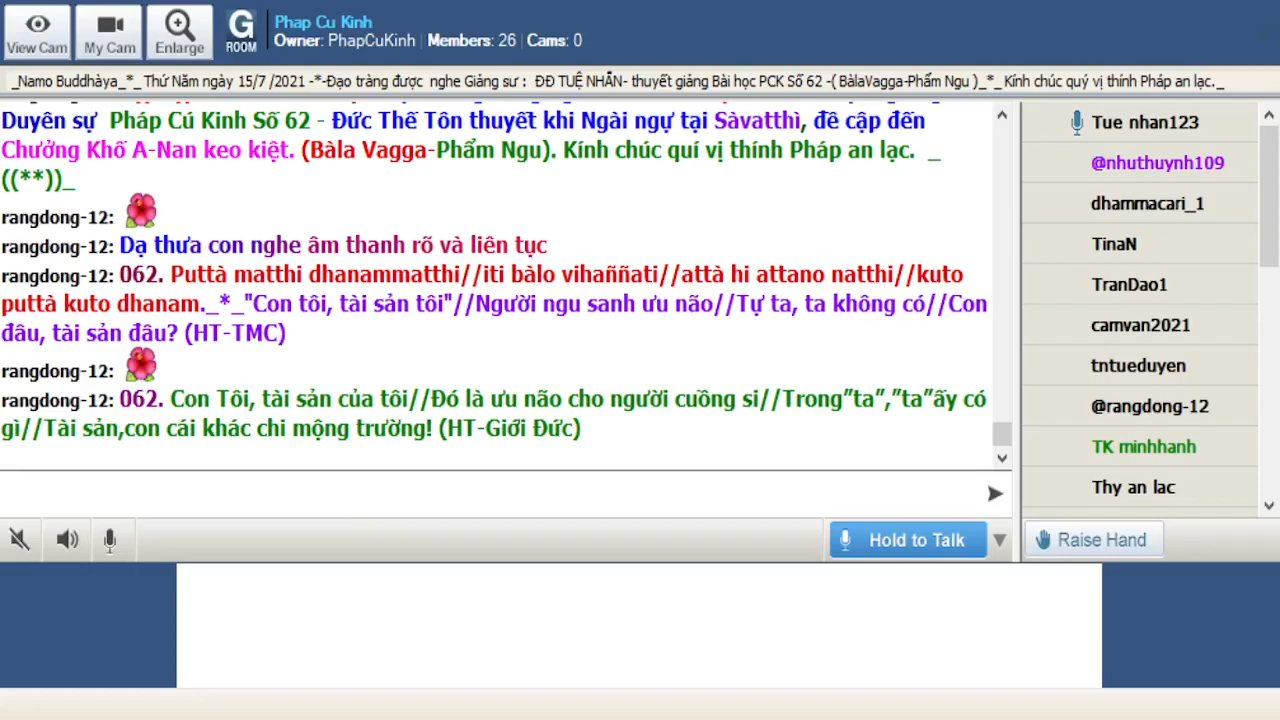 View Cam
My Cam
Enlarge
G
ROOM
Phap Cu Kinh
Owner: PhapCuKinh | Members: 26 | Cams: 0
_Namo Buddhàya_*_ Thứ Năm ngày 15/7 /2021 -*-Đạo tràng được nghe Giảng sư : ĐĐ TUỆ NHẪN- thuyết giảng Bài học PCK Số 62 -( BàlaVagga-Phẩm Ngu )_*_ Kính chúc quý vị thính Pháp an lạc._
Duyên sự Pháp Cú Kinh Số 62 - Đức Thế Tôn thuyết khi Ngài ngự tại Sàvatthì, đề cập đến
Chưởng Khố A-Nan keo kiệt. (Bàla Vagga-Phẩm Ngu). Kính chúc quí vị thính Pháp an lạc. _
((**))_
rangdong-12:
rangdong-12: Dạ thưa con nghe âm thanh rõ và liên tục
rangdong-12: 062. Puttà matthi dhanammatthi//iti bàlo vihaññati//attà hi attano natthi//kuto
puttà kuto dhanam._*_"Con tôi, tài sản tôi"//Người ngu sanh ưu não//Tự ta, ta không có//Con
đâu, tài sản đâu? (HT-TMC)
rangdong-12:
rangdong-12: 062. Con Tôi, tài sản của tôi//Đó là ưu não cho người cuồng si//Trong”ta”,”ta”ấy có
gì//Tài sản,con cái khác chi mộng trường! (HT-Giới Đức)
Hold to Talk
Tue nhan123
@nhuthuynh109
dhammacari_1
TinaN
TranDao1
camvan2021
tntueduyen
@rangdong-12
TK minhhanh
Thy an lac
Raise Hand